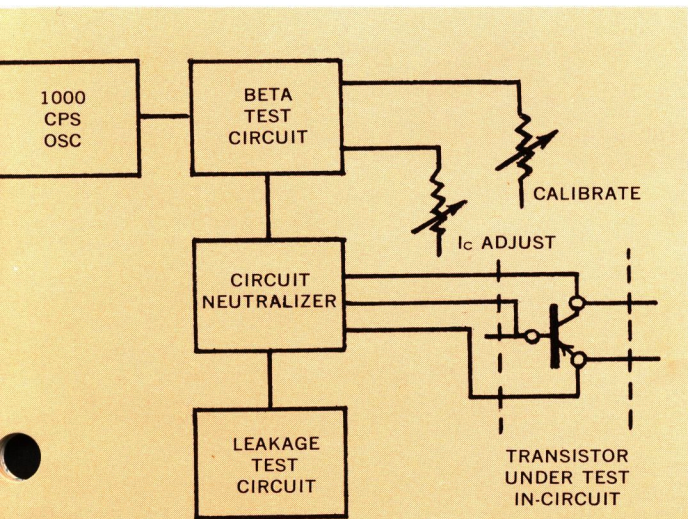 1000
CPS
OSC
BETA
TEST
CIRCUIT
CALIBRATE
Ic ADJUST
CIRCUIT
NEUTRALIZER
LEAKAGE
TEST
CIRCUIT
TRANSISTOR
UNDER TEST
IN-CIRCUIT